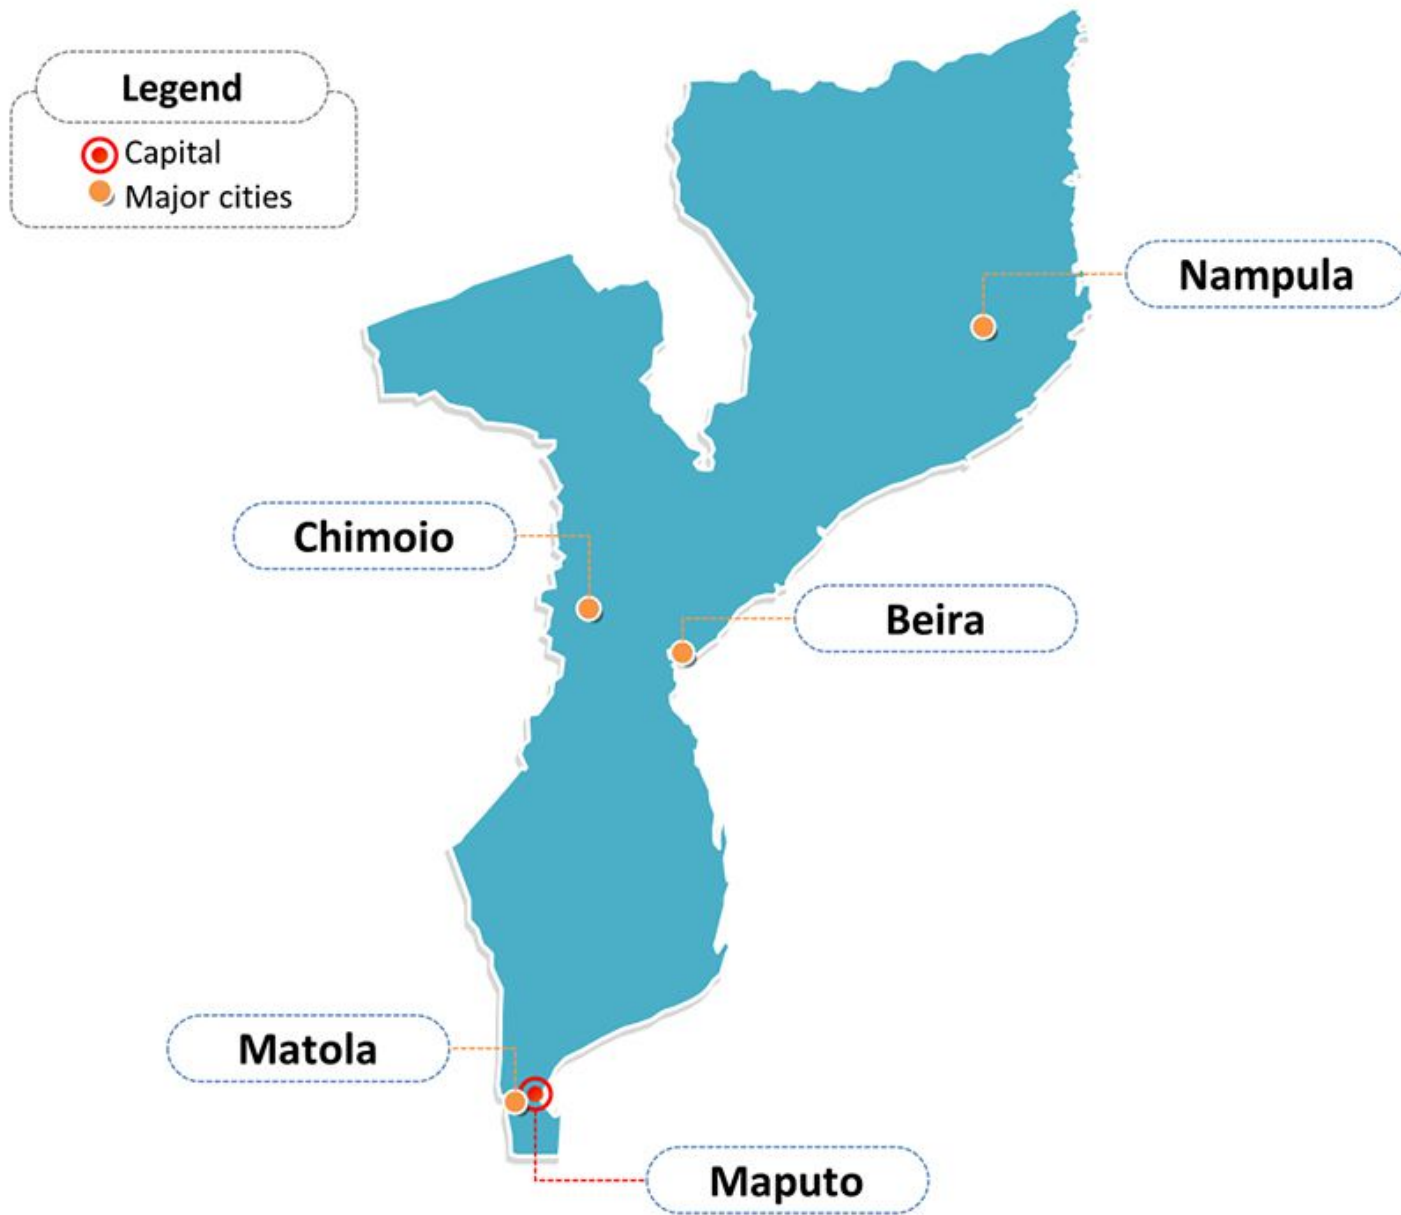 Legend
Capital
Major cities
Nampula
Chimoio
Beira
Matola
Maputo